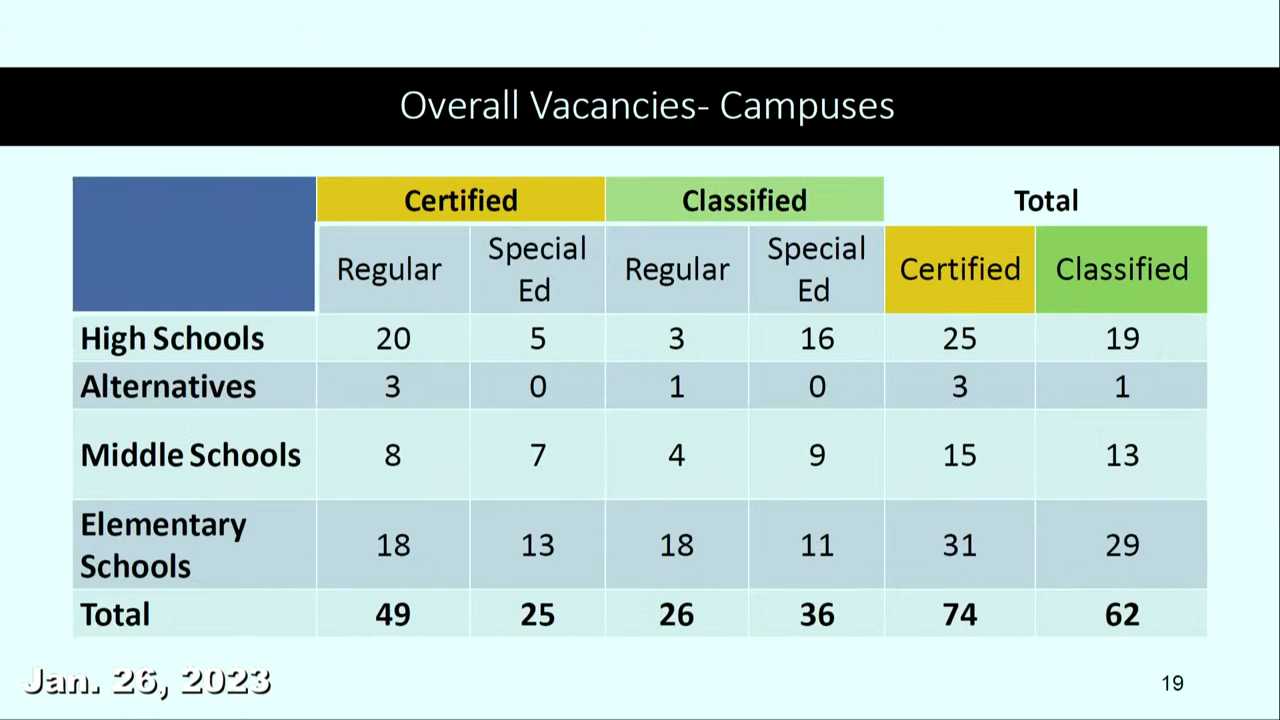 Overall Vacancies- Campuses
Certified Classified Total
Regular Special Ed Regular Special Ed Certified Classified
High Schools 20 5 3 16 25 19
Alternatives 3 0 1 0 3 1
Middle Schools 8 7 4 9 15 13
Elementary Schools 18 13 18 11 31 29
Total 49 25 26 36 74 62
Jan. 26, 2023
19